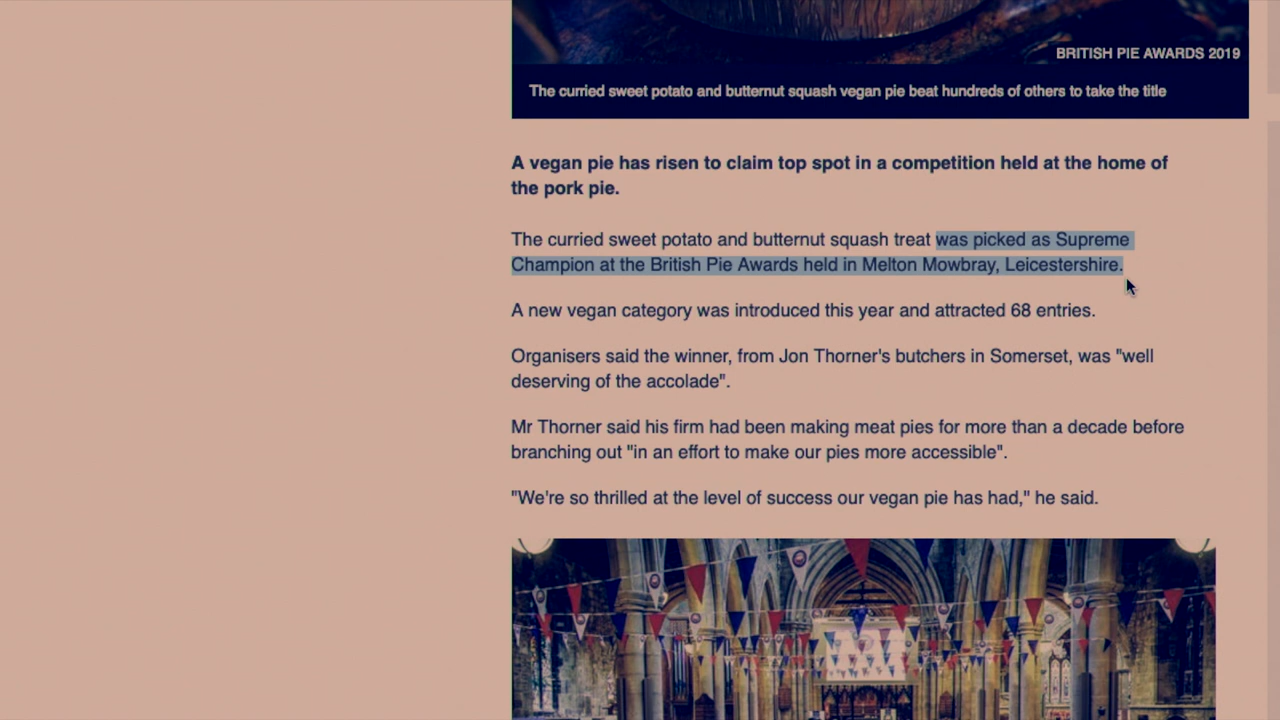 BRITISH PIE AWARDS 2019
The curried sweet potato and butternut squash vegan pie beat hundreds of others to take the title
A vegan pie has risen to claim top spot in a competition held at the home of
the pork pie.
The curried sweet potato and butternut squash treat was picked as Supreme
Champion at the British Pie Awards held in Melton Mowbray, Leicestershire.
A new vegan category was introduced this year and attracted 68 entries.
Organisers said the winner, from Jon Thorner's butchers in Somerset, was "well
deserving of the accolade".
Mr Thorner said his firm had been making meat pies for more than a decade before
branching out "in an effort to make our pies more accessible".
"We're so thrilled at the level of success our vegan pie has had," he said.